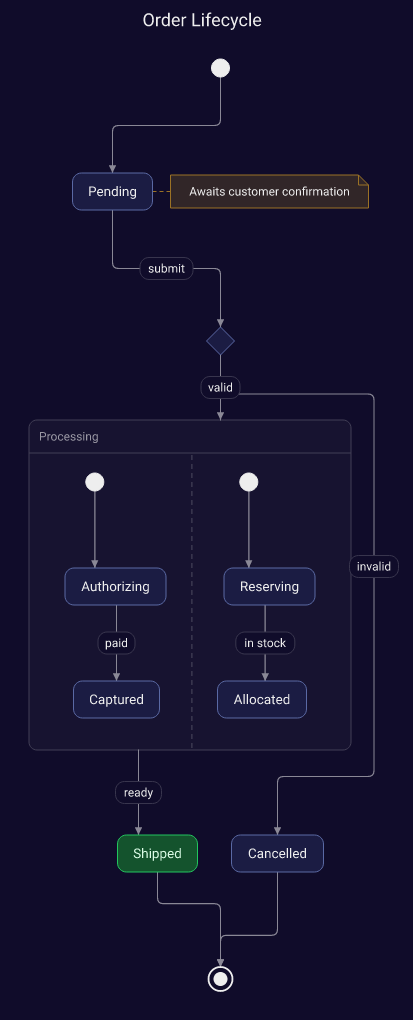 Order Lifecycle
Pending
Awaits customer confirmation
submit
valid
Processing
invalid
Authorizing
Reserving
paid
in stock
Captured
Allocated
ready
Shipped
Cancelled